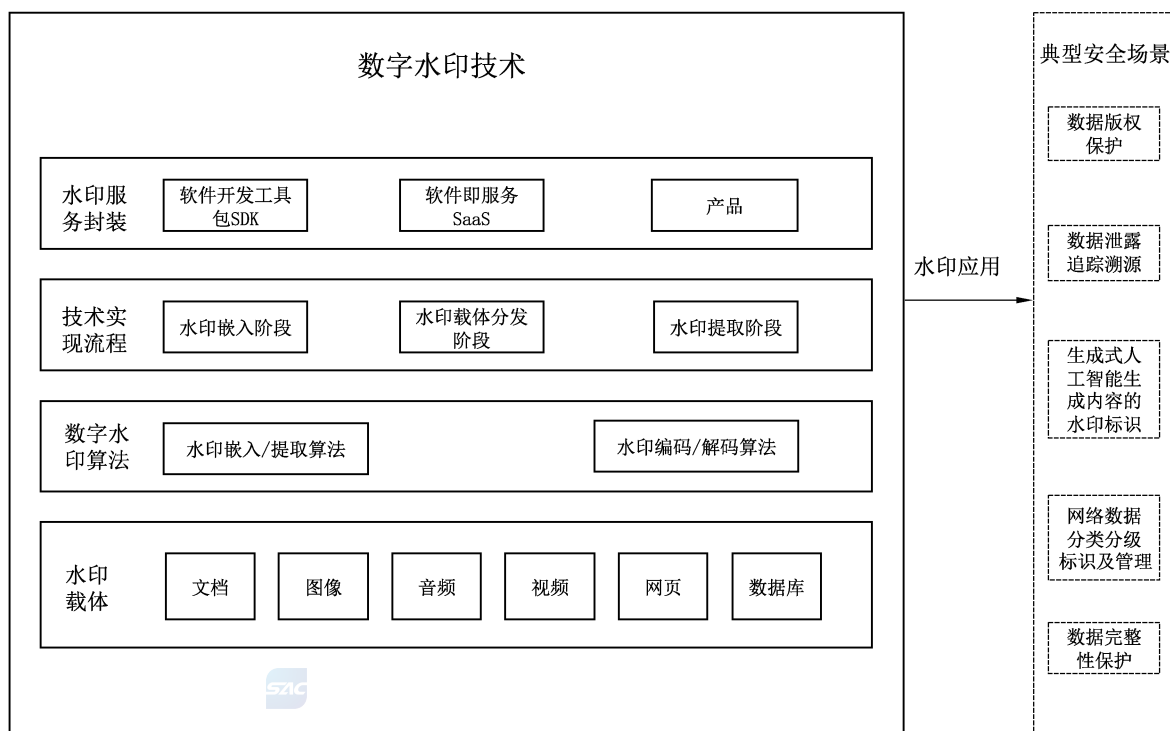 数字水印技术
水印服
务封装
软件开发工具
包SDK
软件即服务
SaaS
产品
技术实
现流程
水印嵌入阶段
水印载体分发
阶段
水印提取阶段
数字水
印算法
水印嵌入/提取算法
水印编码/解码算法
水印
载体
文档
图像
音频
视频
网页
数据库
SAC
水印应用
典型安全场景
数据版权
保护
数据泄露
追踪溯源
生成式人
工智能生
成内容的
水印标识
网络数据
分类分级
标识及管理
数据完整
性保护